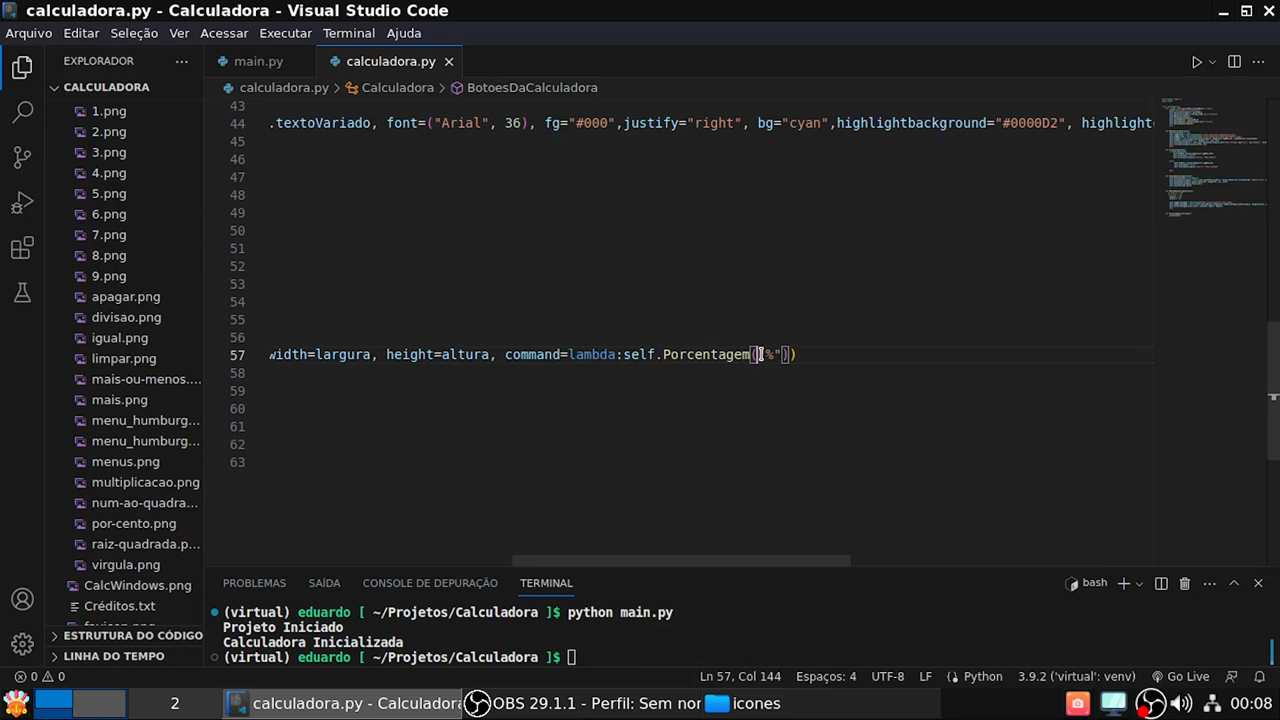 calculadora.py - Calculadora - Visual Studio Code
Arquivo Editar Seleção Ver Acessar Executar Terminal Ajuda
EXPLORADOR
main.py
calculadora.py
CALCULADORA
calculadora.py Calculadora BotoesDaCalculadora
1.png
2.png
3.png
4.png
5.png
6.png
7.png
8.png
9.png
apagar.png
divisao.png
igual.png
limpar.png
mais-ou-menos....
mais.png
menu_humburg...
menu_humburg...
menus.png
multiplicacao.png
num-ao-quadra...
por-cento.png
raiz-quadrada.p...
virgula.png
CalcWindows.png
Créditos.txt
ESTRUTURA DO CÓDIGO
LINHA DO TEMPO
43
44 .textoVariado, font=("Arial", 36), fg="#000",justify="right", bg="cyan",highlightbackground="#0000D2", highlight
45
46
47
48
49
50
51
52
53
54
55
56
57 width=largura, height=altura, command=lambda:self.Porcentagem("%"))
58
59
60
61
62
63
PROBLEMAS SAÍDA CONSOLE DE DEPURAÇÃO TERMINAL
bash
(virtual) eduardo [ ~/Projetos/Calculadora ]$ python main.py
Projeto Iniciado
Calculadora Inicializada
(virtual) eduardo [ ~/Projetos/Calculadora ]$
0 0
Ln 57, Col 144 Espaços: 4 UTF-8 LF Python 3.9.2 ('virtual': venv) Go Live
2
calculadora.py - Calculad
OBS 29.1.1 - Perfil: Sem nor
icones
00:08